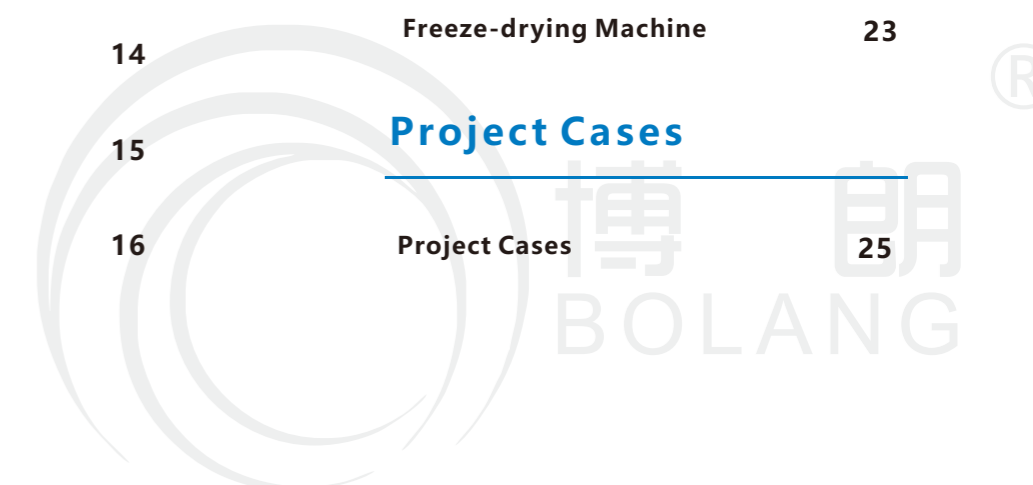 14
15
16
Freeze-drying Machine 23
Project Cases
Project Cases 25
®
博 朗
BOLANG